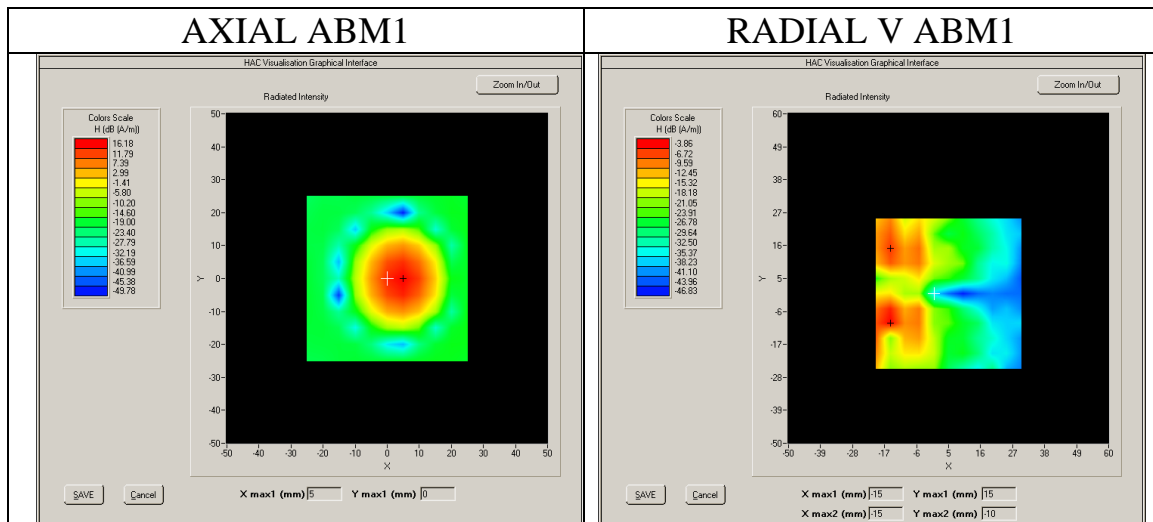 AXIAL ABM1
HAC Visualisation Graphical Interface
Zoom In/Out
Radiated Intensity
Colors Scale
H (dB (A/m))
16.18
11.79
7.39
2.99
-1.41
-5.80
-10.20
-14.60
-19.00
-23.40
-27.79
-32.19
-36.59
-40.99
-45.38
-49.78
50
40
30
20
10
0
-10
-20
-30
-40
-50
Y
-50 -40 -30 -20 -10 0 10 20 30 40 50
X
SAVE Cancel
X max1 (mm) 5 Y max1 (mm) 0
RADIAL V ABM1
HAC Visualisation Graphical Interface
Zoom In/Out
Radiated Intensity
Colors Scale
H (dB (A/m))
-3.86
-6.72
-9.59
-12.45
-15.32
-18.18
-21.05
-23.91
-26.78
-29.64
-32.50
-35.37
-38.23
-41.10
-43.96
-46.83
60
49
38
27
16
5
-6
-17
-28
-39
-50
Y
-50 -39 -28 -17 -6 5 16 27 38 49 60
X
SAVE Cancel
X max1 (mm) -15 Y max1 (mm) 15
X max2 (mm) -15 Y max2 (mm) -10